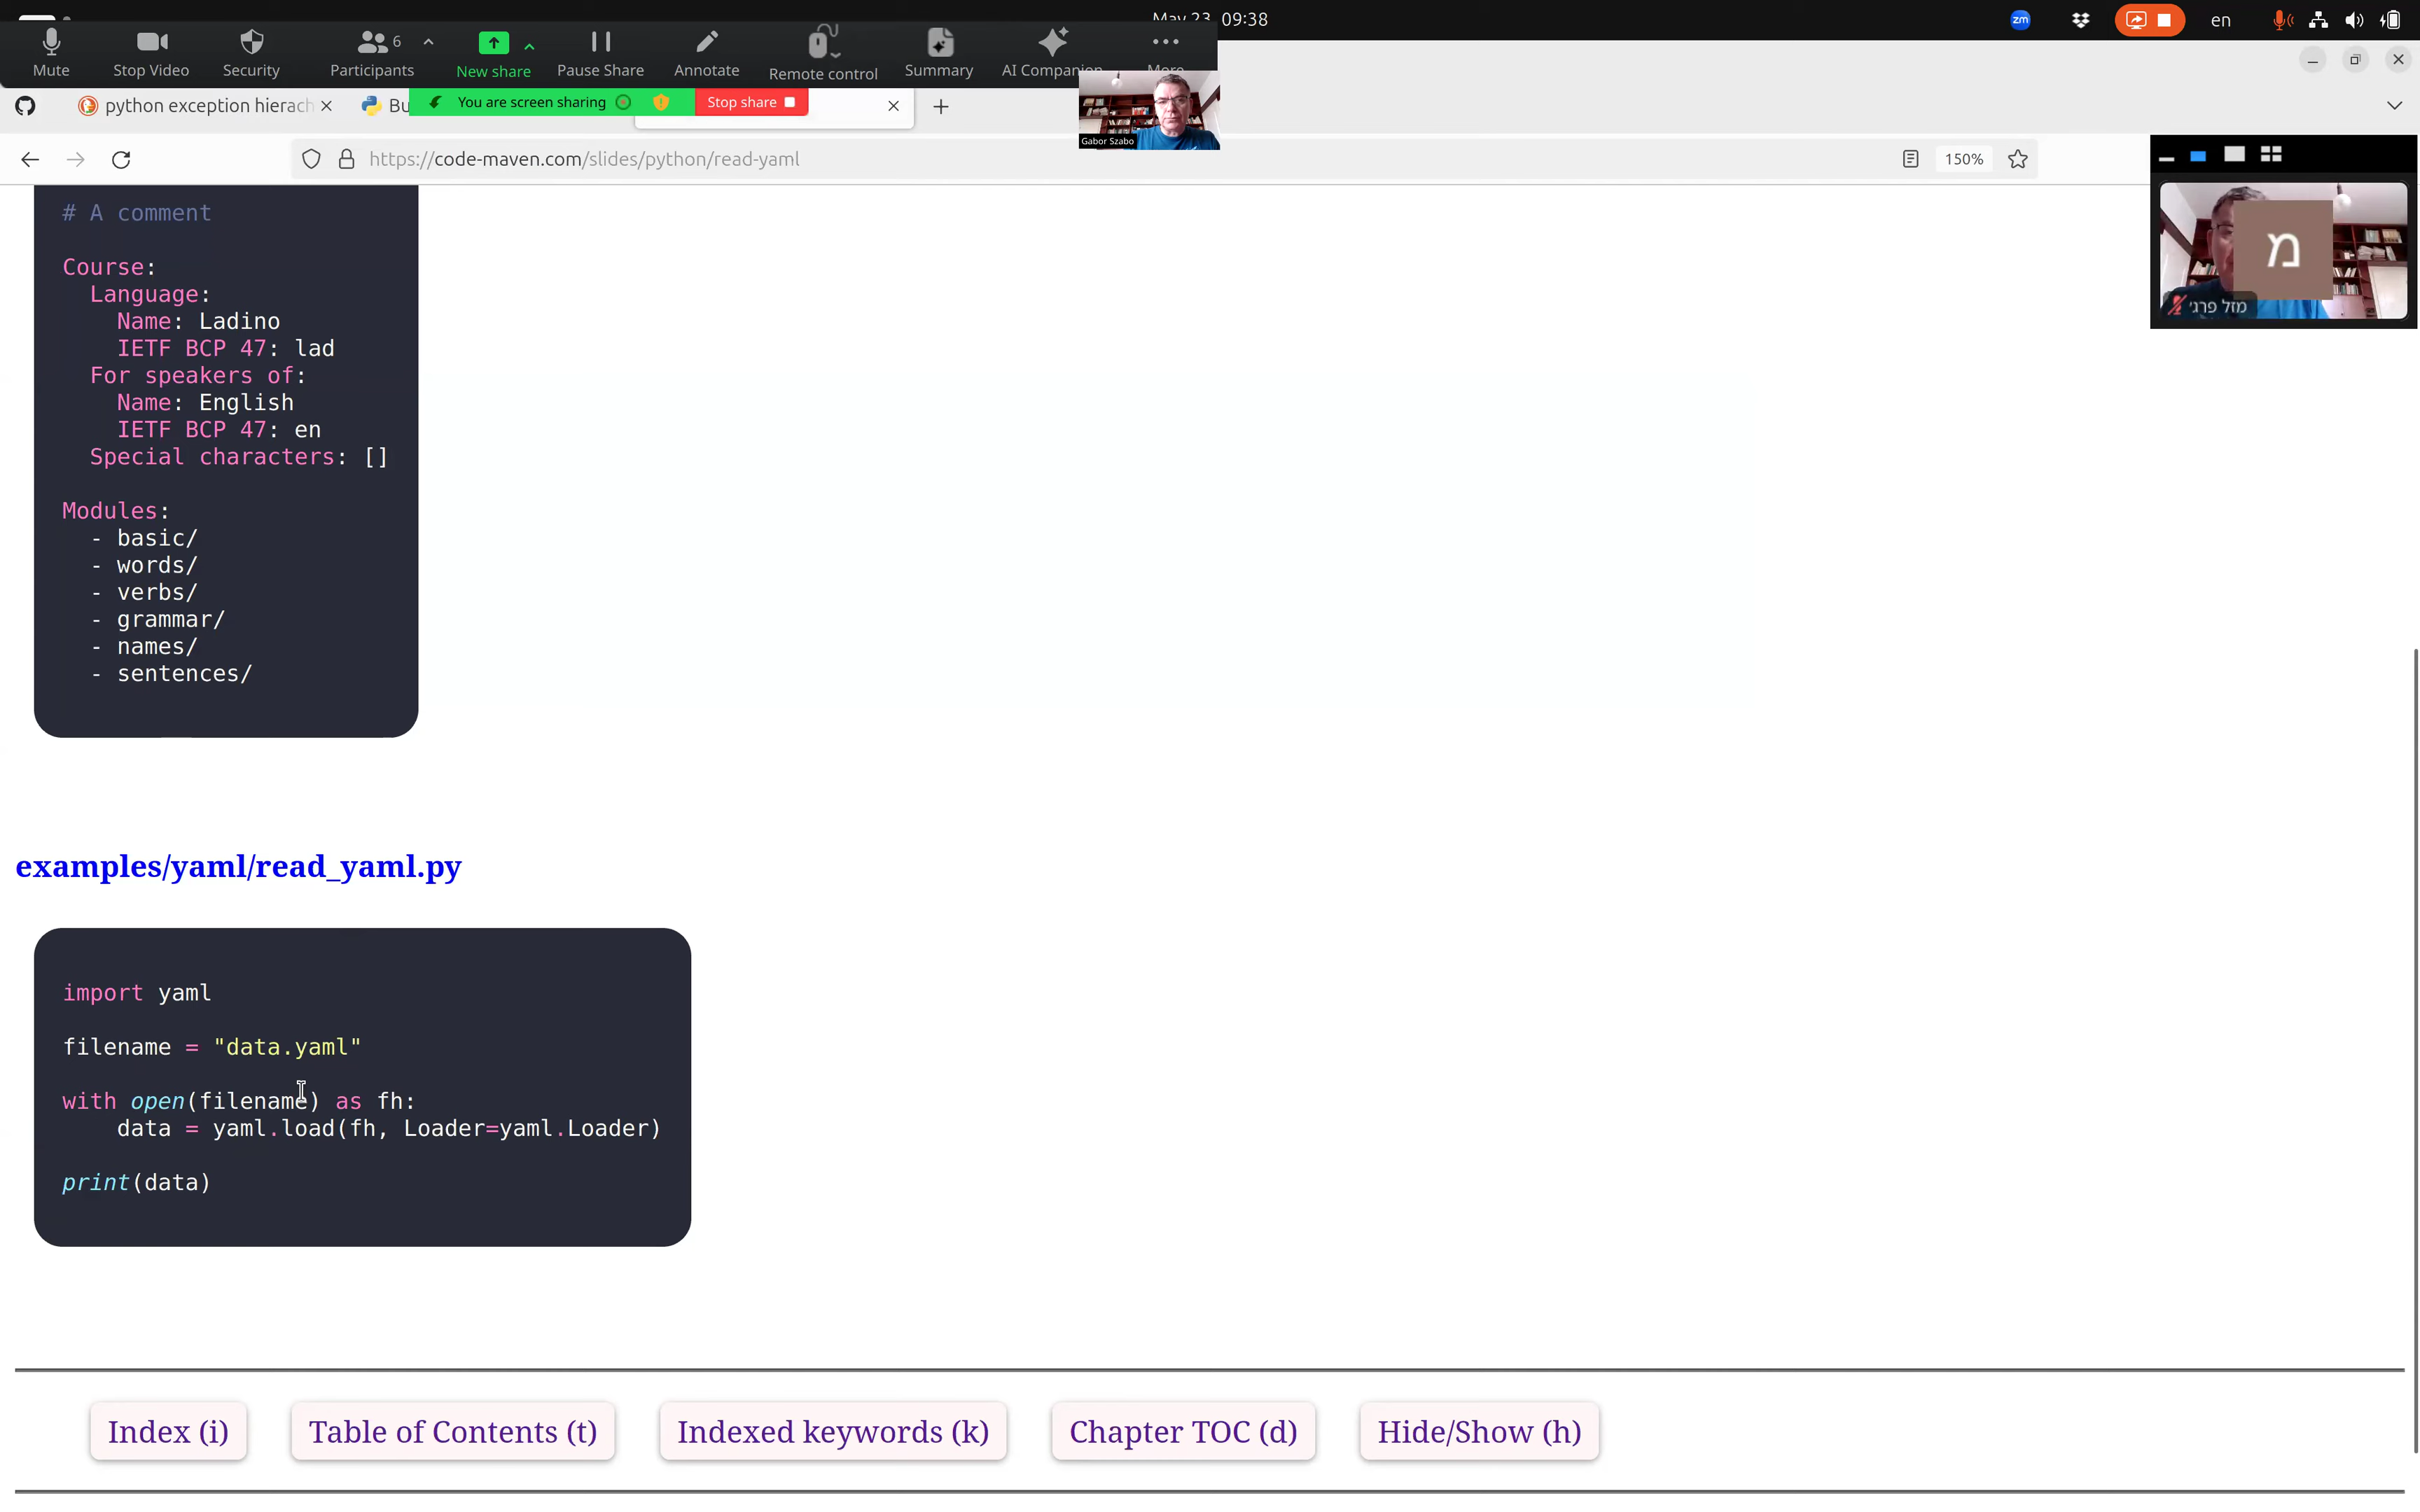 May 23 09:38
en
Mute
Stop Video
Security
Participants
6
New share
Pause Share
Annotate
Remote control
Summary
AI Companion
More
python exception hierach
Bu
You are screen sharing
Stop share
Gabor Szabo
https://code-maven.com/slides/python/read-yaml
150%
מ
מזל פרג׳
# A comment
Course:
Language:
Name: Ladino
IETF BCP 47: lad
For speakers of:
Name: English
IETF BCP 47: en
Special characters: []
Modules:
- basic/
- words/
- verbs/
- grammar/
- names/
- sentences/
examples/yaml/read_yaml.py
import yaml
filename = "data.yaml"
with open(filename) as fh:
data = yaml.load(fh, Loader=yaml.Loader)
print(data)
Index (i)
Table of Contents (t)
Indexed keywords (k)
Chapter TOC (d)
Hide/Show (h)
zm